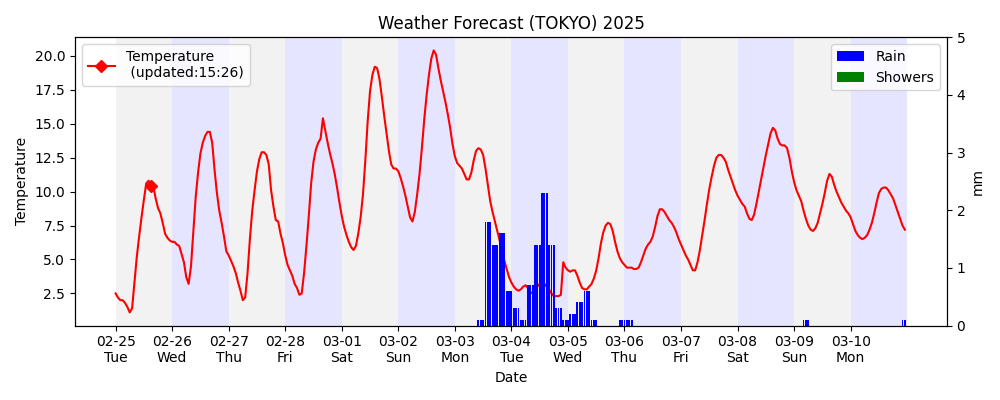 Weather Forecast (TOKYO) 2025
Temperature
(updated:15:26)
Rain
Showers
Temperature
20.0
17.5
15.0
12.5
10.0
7.5
5.0
2.5
5
4
3
2
1
0
mm
02-25 02-26 02-27 02-28 03-01 03-02 03-03 03-04 03-05 03-06 03-07 03-08 03-09 03-10
Tue Wed Thu Fri Sat Sun Mon Tue Wed Thu Fri Sat Sun Mon
Date